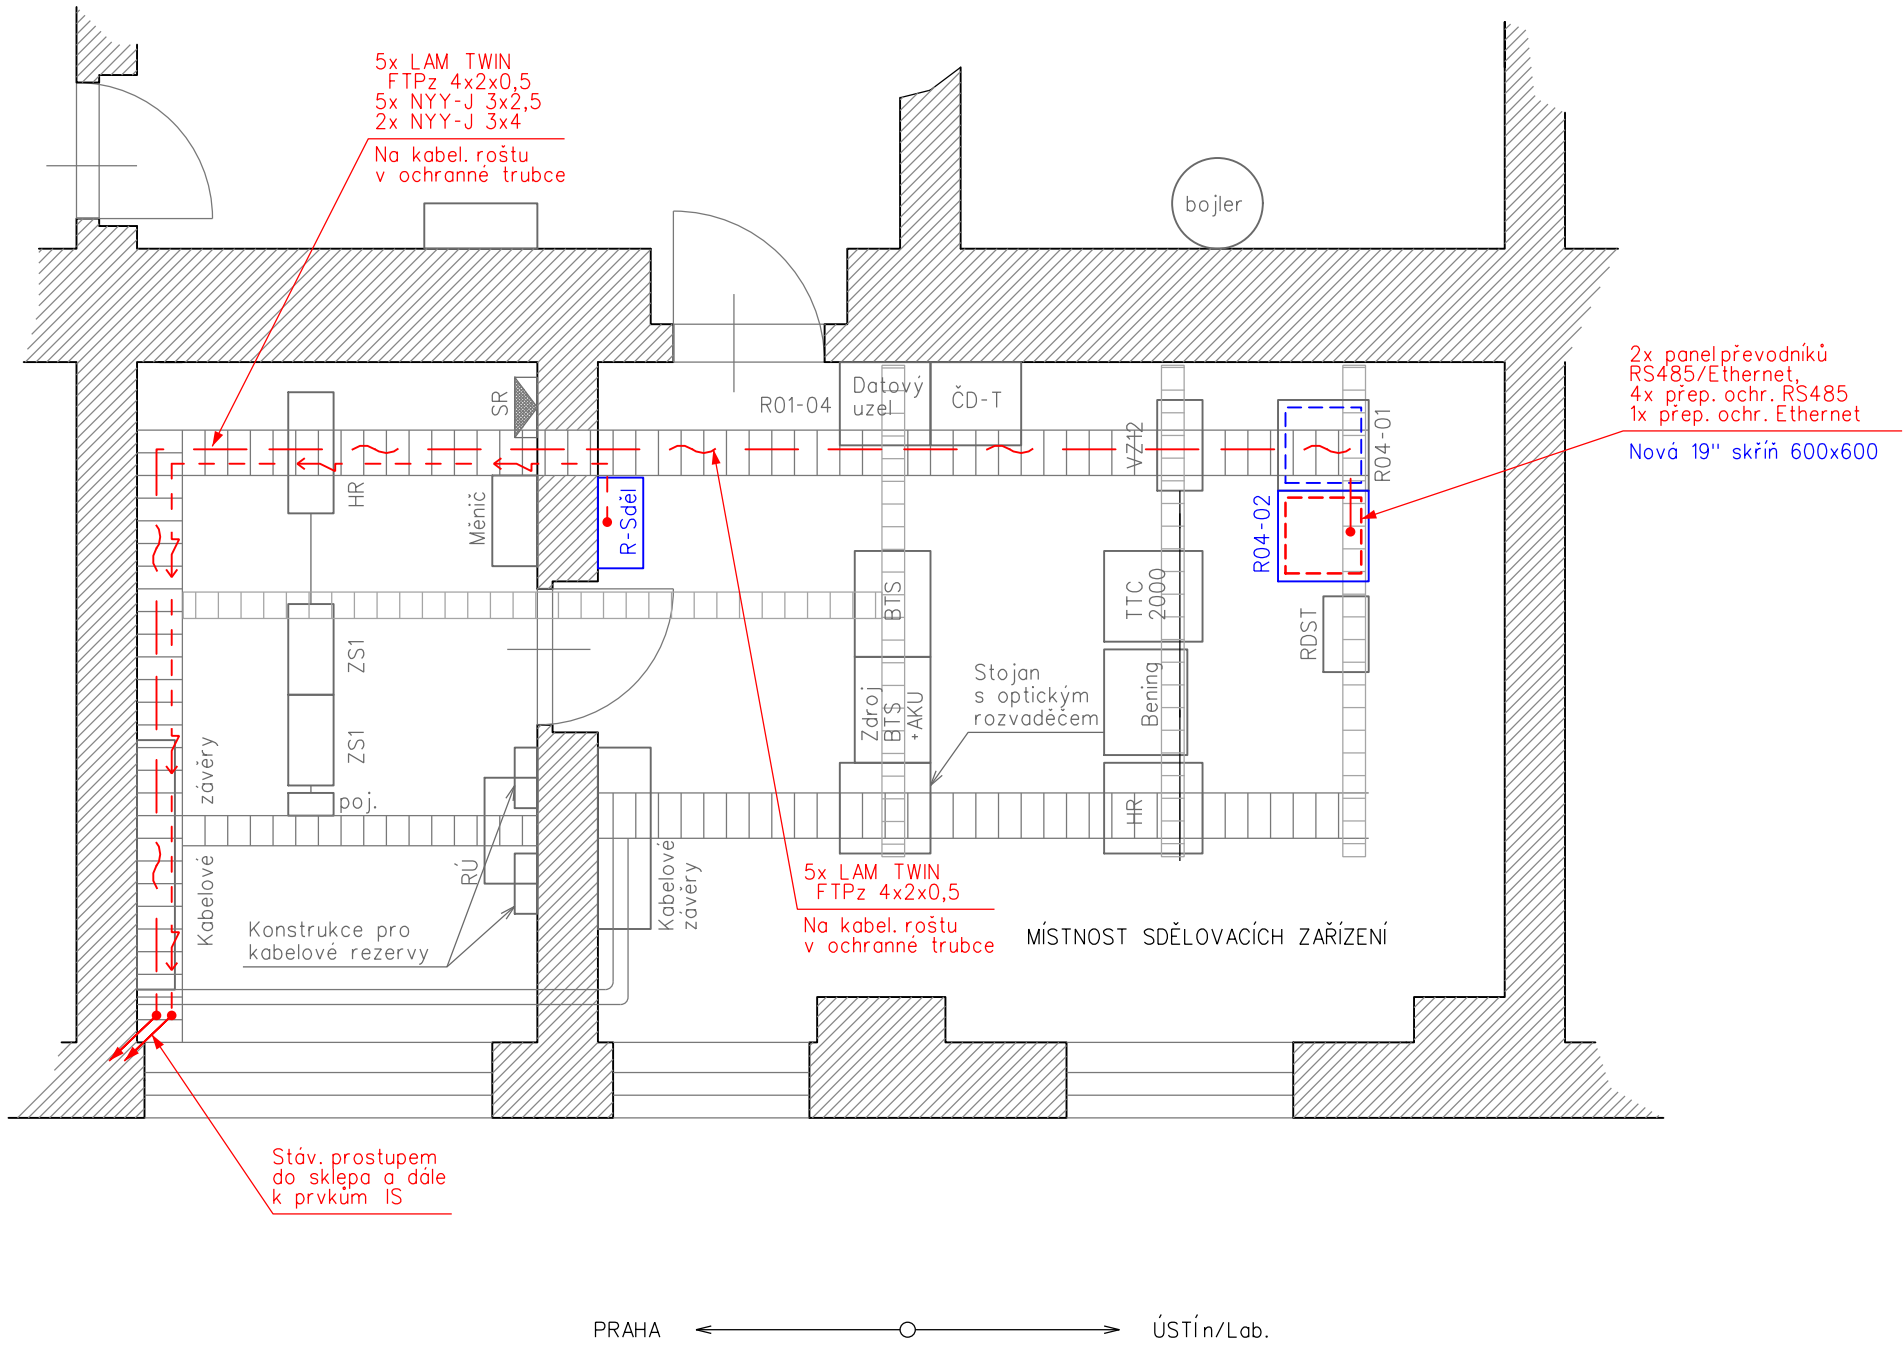 5x LAM TWIN
FTPz 4x2x0,5
5x NYY-J 3x2,5
2x NYY-J 3x4
Na kabel. roštu
v ochranné trubce
bojler
2x panel převodníků
RS485/Ethernet,
4x přep. ochr. RS485
1x přep. ochr. Ethernet
Nová 19" skříň 600x600
SR
R01-04
Datový
uzel
ČD-T
VZ12
R04-01
HR
Měnič
R-Sděl
R04-02
BTS
TTC
2000
RDST
ZS1
Stojan
s optickým
rozvaděčem
Zdroj
BTS
+AKU
Bening
ZS1
Kabelové
závěry
poj.
HR
RÚ
Kabelové
závěry
Konstrukce pro
kabelové rezervy
5x LAM TWIN
FTPz 4x2x0,5
Na kabel. roštu
v ochranné trubce
MÍSTNOST SDĚLOVACÍCH ZAŘÍZENÍ
Stáv. prostupem
do sklepa a dále
k prvkům IS
PRAHA
ÚSTÍ n/Lab.